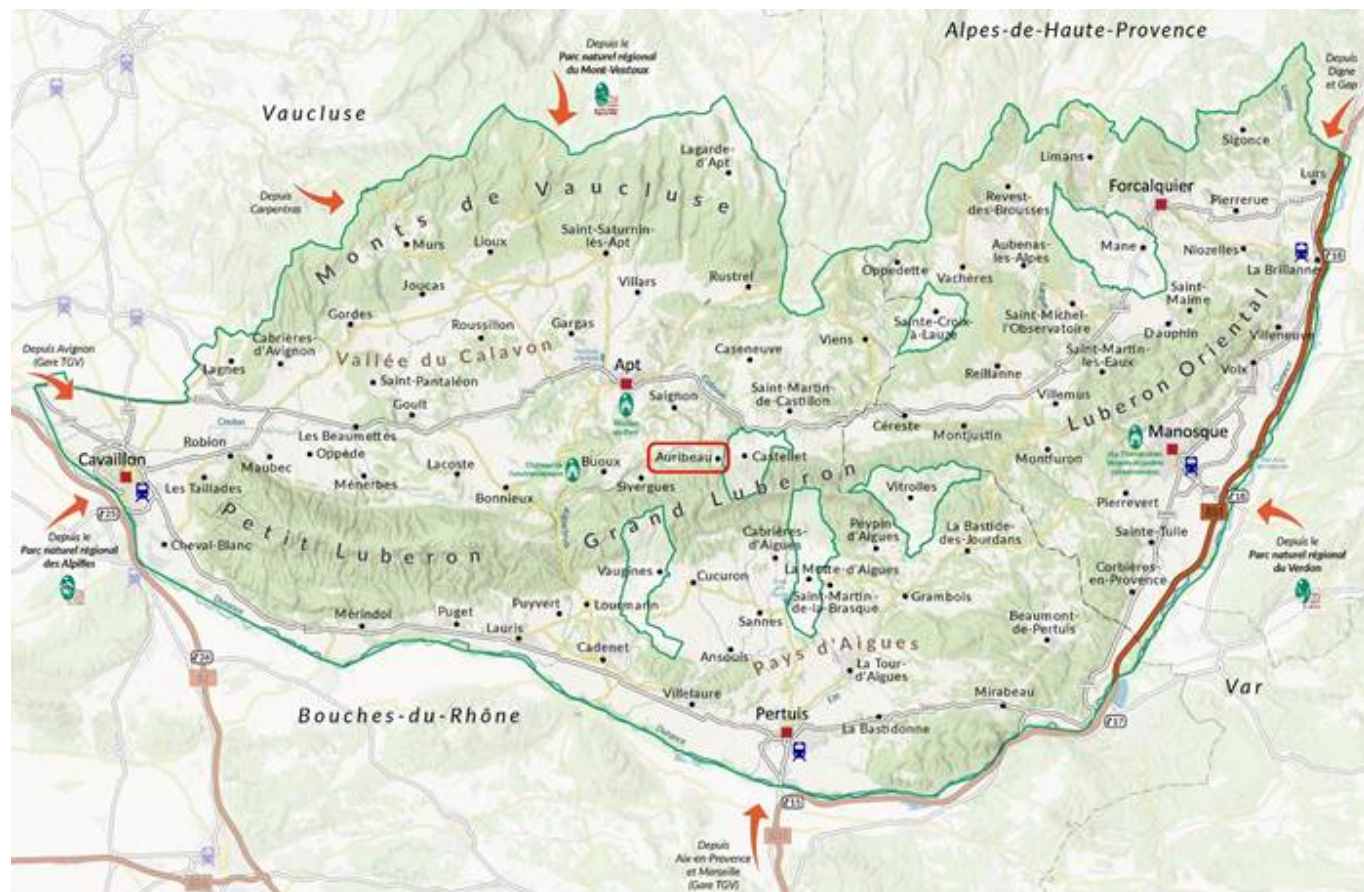 Alpes-de-Haute-Provence
Depuis le
Parc naturel régional
du Mont-Ventoux
Depuis
Digne
et Gap
Vaucluse
Depuis
Carpentras
Monts de Vaucluse
Lagarde-
d'Apt
Sigonce
Limans
Lurs
Forcalquier
Revest-
des-Brousses
Pierrerue
Murs
Lioux
Saint-Saturnin-
lès-Apt
Aubenas-
les-Alpes
Mane
Niozelles
La Brillanne
18
Oppedette
Vachères
Joucas
Villars
Rustrel
Saint-
Maime
Gordes
Roussillon
Gargas
Sainte-Croix-
à-Lauze
Saint-Michel-
l'Observatoire
Dauphin
Villeneuve
Cabrières-
d'Avignon
Vallée du Calavon
Viens
Saint-Martin-
les-Eaux
Depuis Avignon
(Gare TGV)
Lagnes
Apt
Caseneuve
Reillanne
Volx
Saint-Pantaléon
Saint-Martin-
de-Castillon
Villemus
Luberon Oriental
Goult
Saignon
Céreste
Montjustin
Manosque
Robion
Les Beaumettes
Maubec
Oppède
Cavaillon
Les Taillades
Ménerbes
Lacoste
Bonnieux
Buoux
Sivergues
Auribeau
Castellet
Montfuron
Vitrolles
Pierrevert
25
Petit Luberon
Grand Luberon
Depuis le
Parc naturel régional
des Alpilles
Cheval-Blanc
Cabrières-
d'Aigues
Peypin-
d'Aigues
La Bastide-
des-Jourdans
Sainte-Tulle
Depuis le
Parc naturel régional
du Verdon
Vaugines
Cucuron
La Motte-d'Aigues
Saint-Martin-
de-la-Brasque
Grambois
Corbières-
en-Provence
Mérindol
Puget
Puyvert
Lourmarin
Lauris
Sannes
Beaumont-
de-Pertuis
Cadenet
Ansouis
Pays d'Aigues
La Tour-
d'Aigues
Durance
26
Villelaure
Mirabeau
Var
Bouches-du-Rhône
Pertuis
La Bastidonne
17
Durance
15
Depuis
Aix-en-Provence
et Marseille
(Gare TGV)